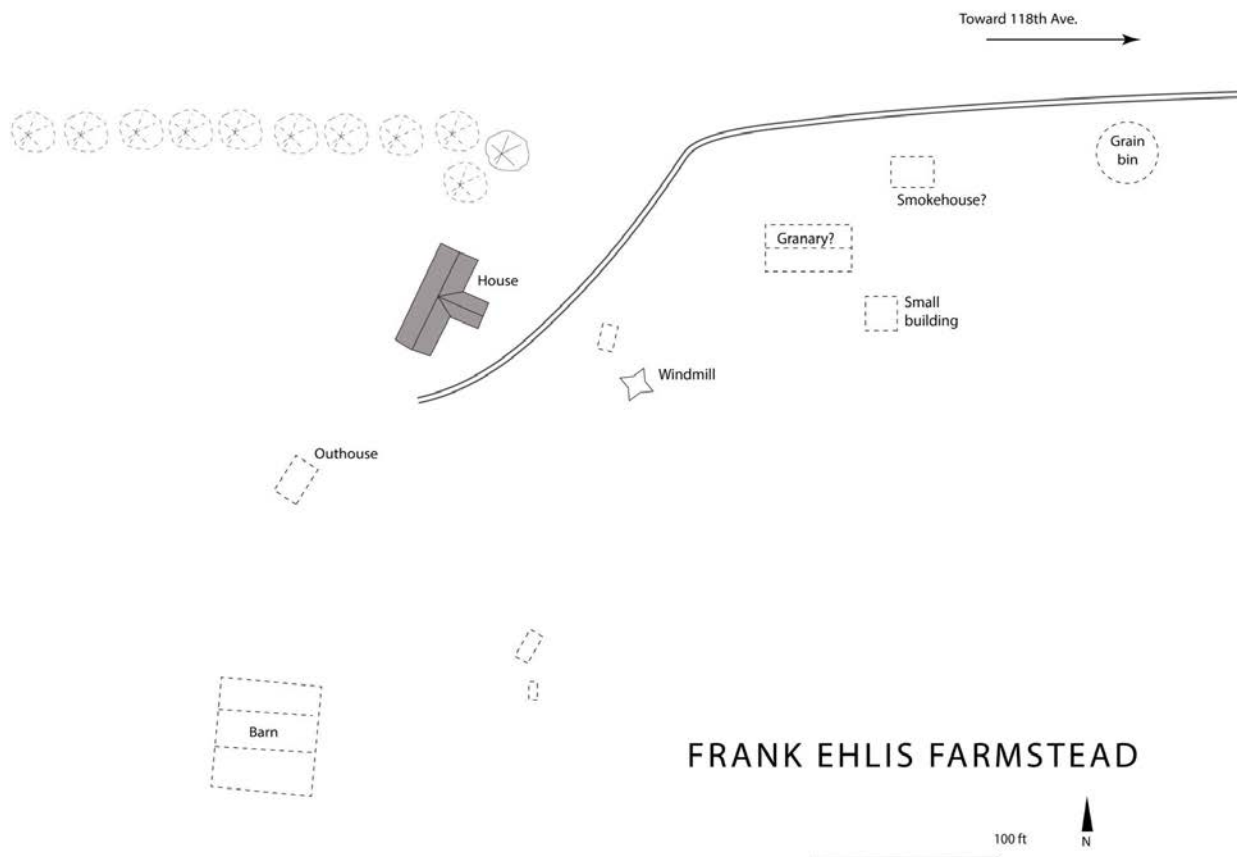 Toward 118th Ave.
Grain
bin
Smokehouse?
Granary?
House
Small
building
Windmill
Outhouse
Barn
FRANK EHLIS FARMSTEAD
100 ft
N